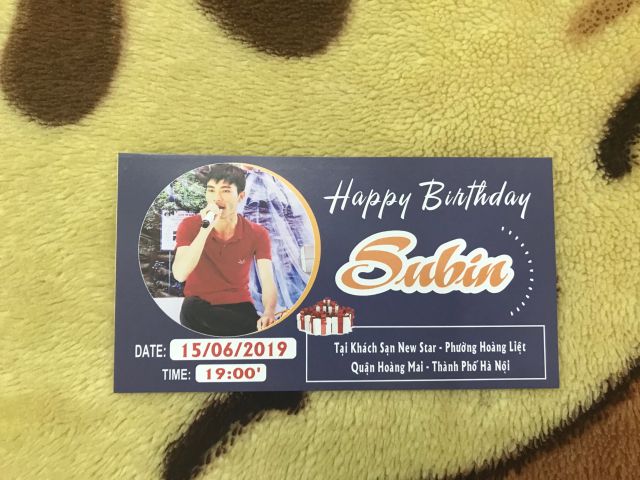 Happy Birthday
Subin
DATE: 15/06/2019
TIME: 19:00'
Tại Khách Sạn New Star - Phường Hoàng Liệt
Quận Hoàng Mai - Thành Phố Hà Nội